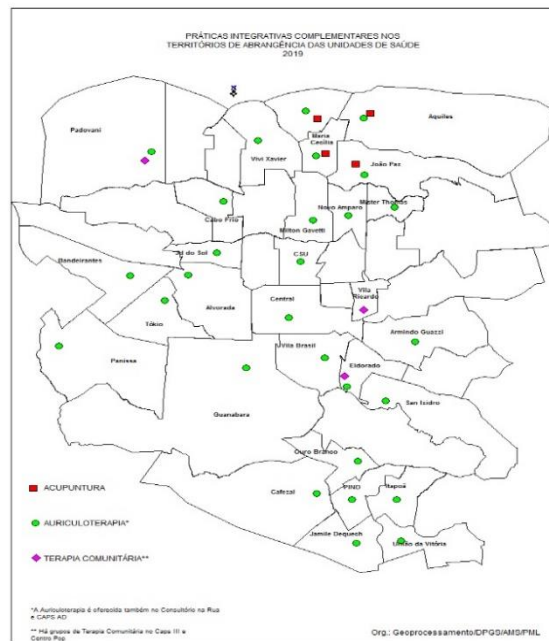 PRÁTICAS INTEGRATIVAS COMPLEMENTARES NOS
TERRITÓRIOS DE ABRANGÊNCIA DAS UNIDADES DE SAÚDE
2019
Padovani
Aquiles
Maria
Cecília
Vivi Xavier
João Paz
Cabo Frio
Novo Amparo
Mister Thomas
Milton Gavetti
Jd do Sol
CSU
Bandeirantes
Vila
Ricardo
Central
Tókio
Alvorada
Armindo Guazzi
Vila Brasil
Panissa
Eldorado
Guanabara
San Isidro
Ouro Branco
Cafezal
PIND
Itapoã
Jamile Dequech
União da Vitória
ACUPUNTURA
AURICULOTERAPIA*
TERAPIA COMUNITÁRIA**
*A Auriculoterapia é oferecida também no Consultório na Rua
e CAPS AD
** Há grupos de Terapia Comunitária no Caps III e
Centro Pop
Org.: Geoprocessamento/DPGS/AMS/PML